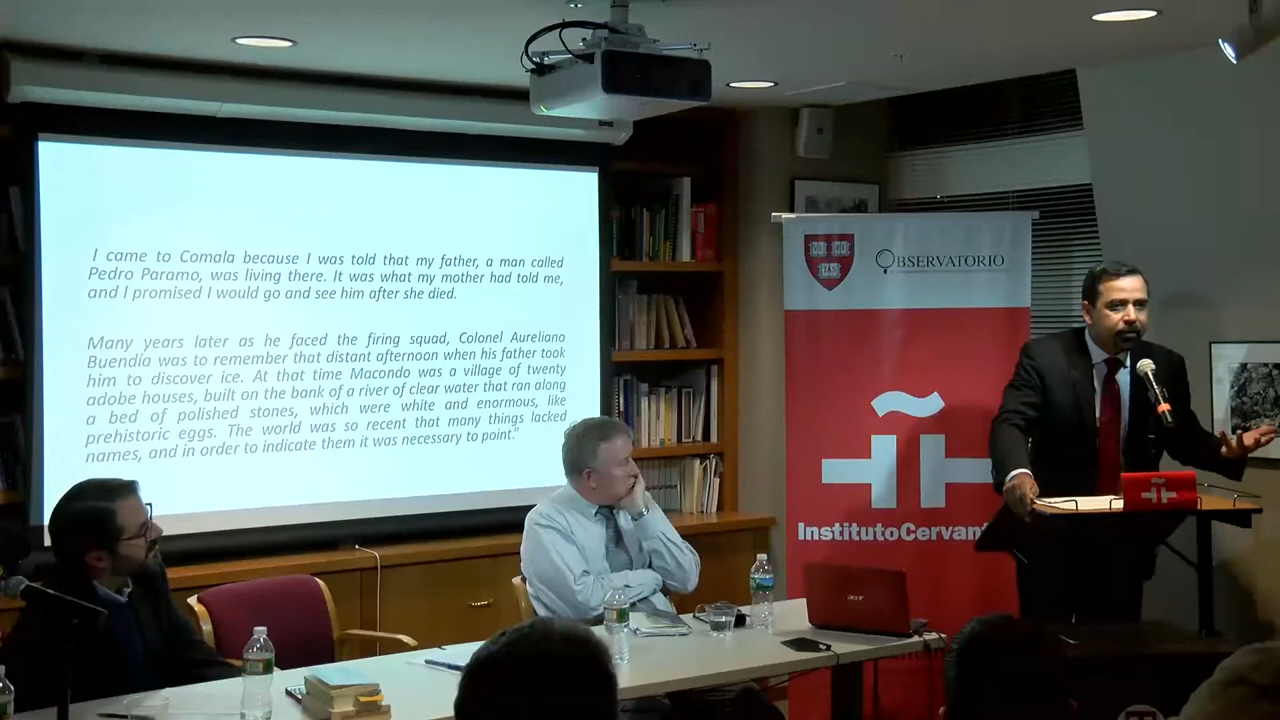 I came to Comala because I was told that my father, a man called
Pedro Paramo, was living there. It was what my mother had told me,
and I promised I would go and see him after she died.
Many years later as he faced the firing squad, Colonel Aureliano
Buendía was to remember that distant afternoon when his father took
him to discover ice. At that time Macondo was a village of twenty
adobe houses, built on the bank of a river of clear water that ran along
a bed of polished stones, which were white and enormous, like
prehistoric eggs. The world was so recent that many things lacked
names, and in order to indicate them it was necessary to point.”
OBSERVATORIO
InstitutoCervant
acer